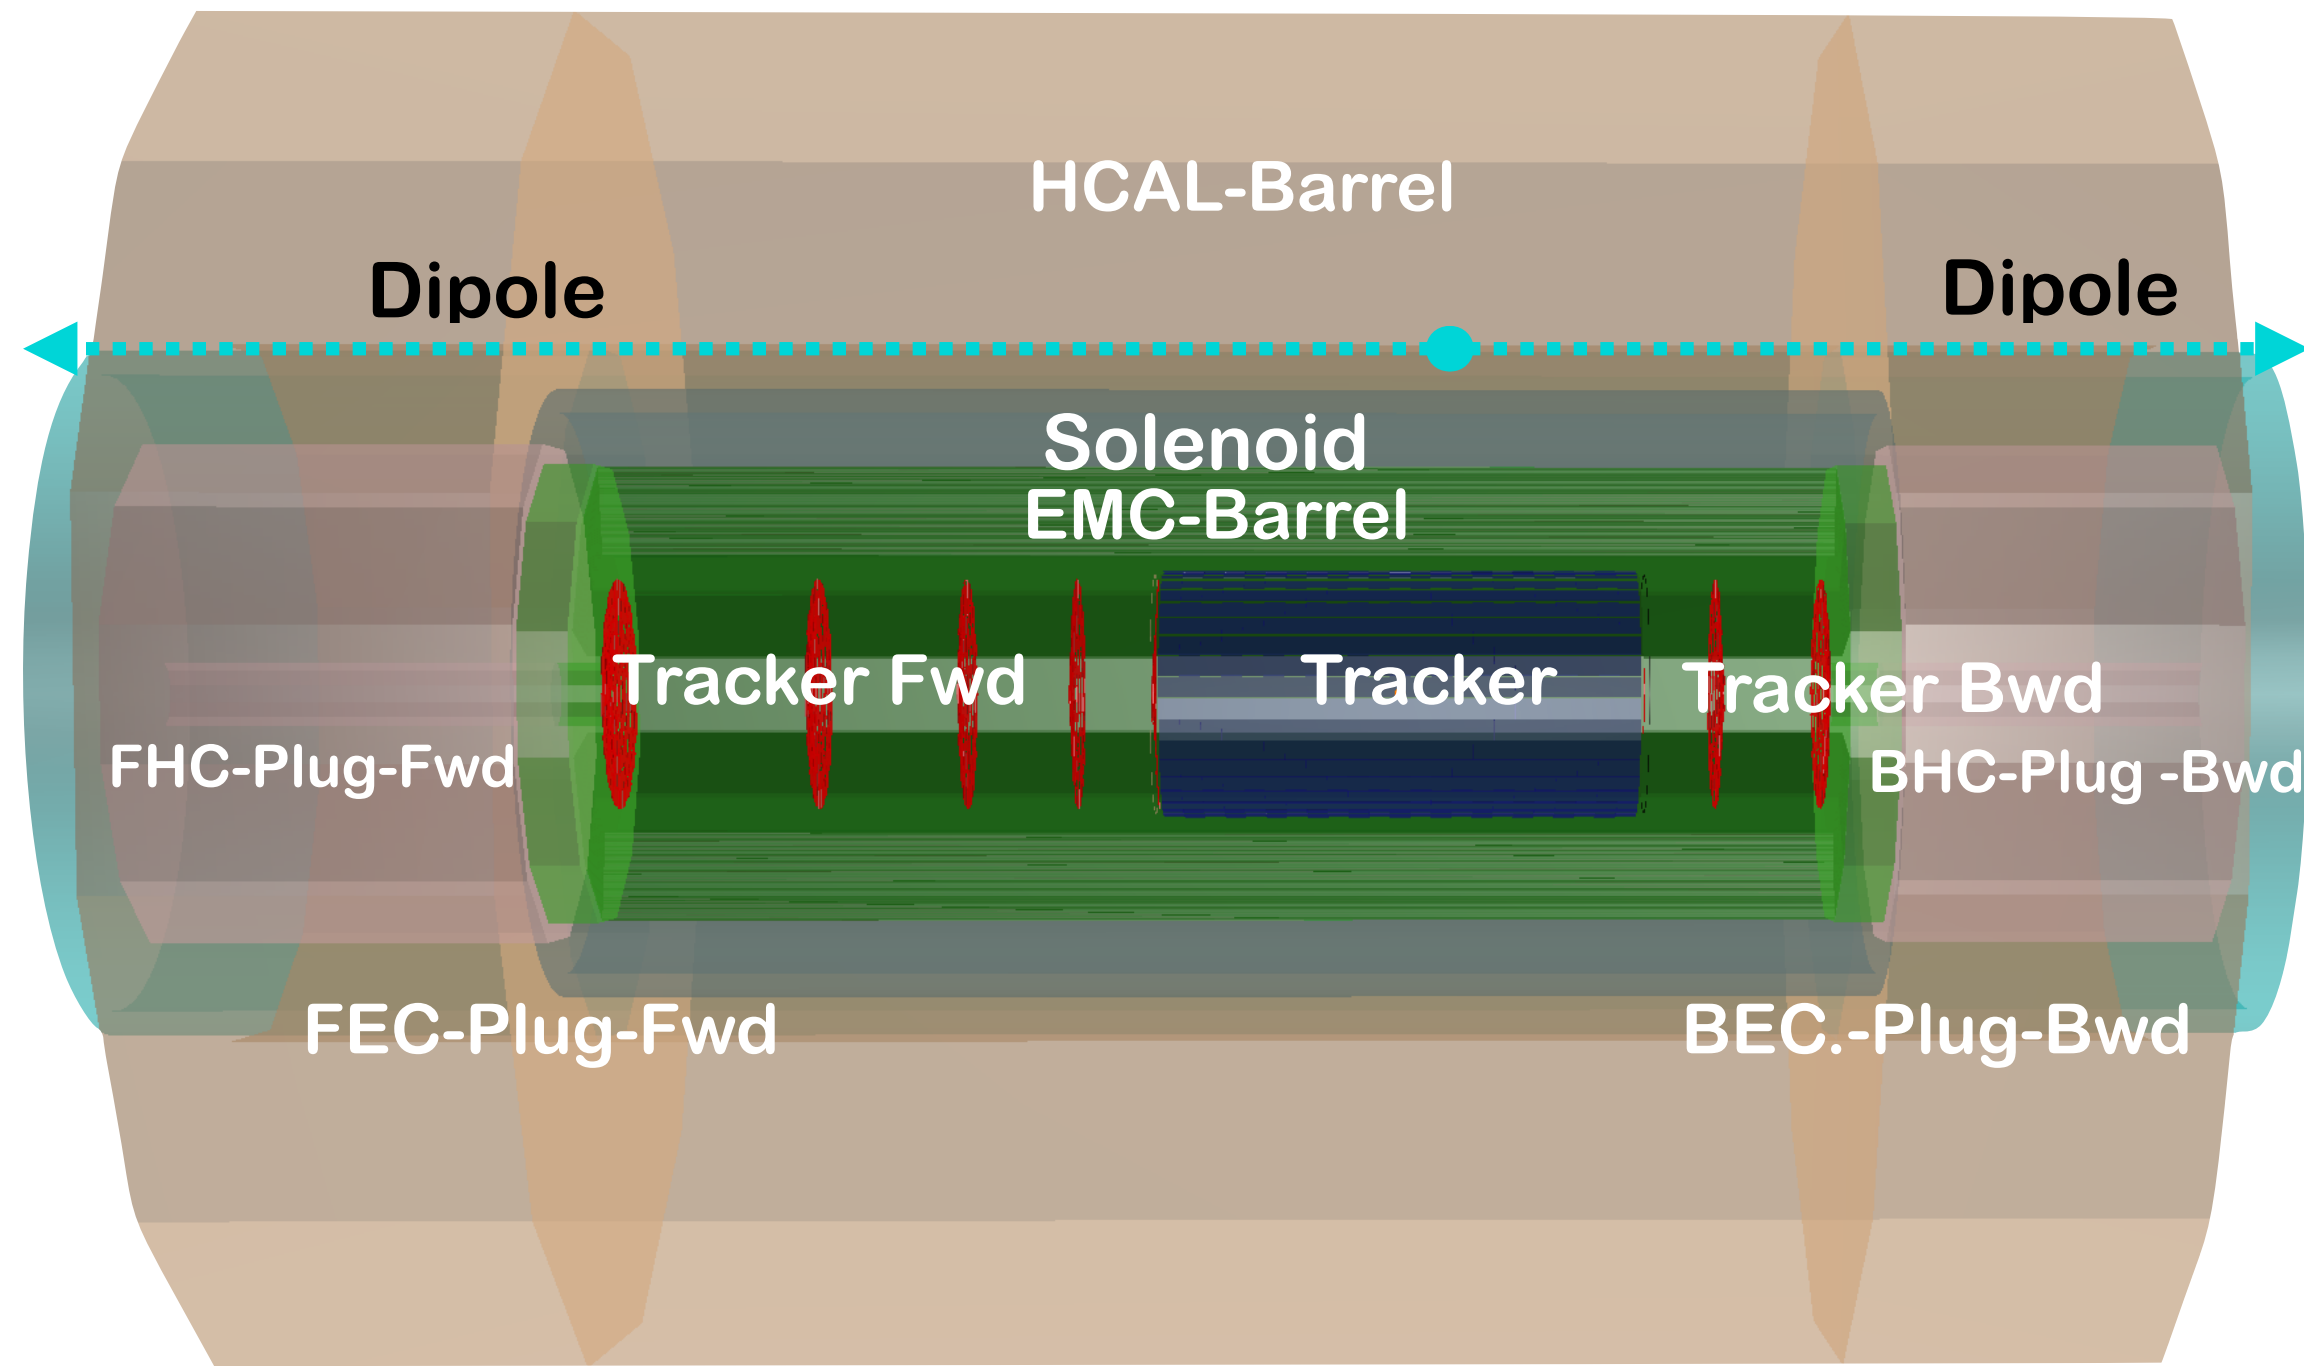 HCAL-Barrel
Dipole
Dipole
Solenoid
EMC-Barrel
Tracker Fwd
Tracker
Tracker Bwd
FHC-Plug-Fwd
BHC-Plug -Bwd
FEC-Plug-Fwd
BEC.-Plug-Bwd